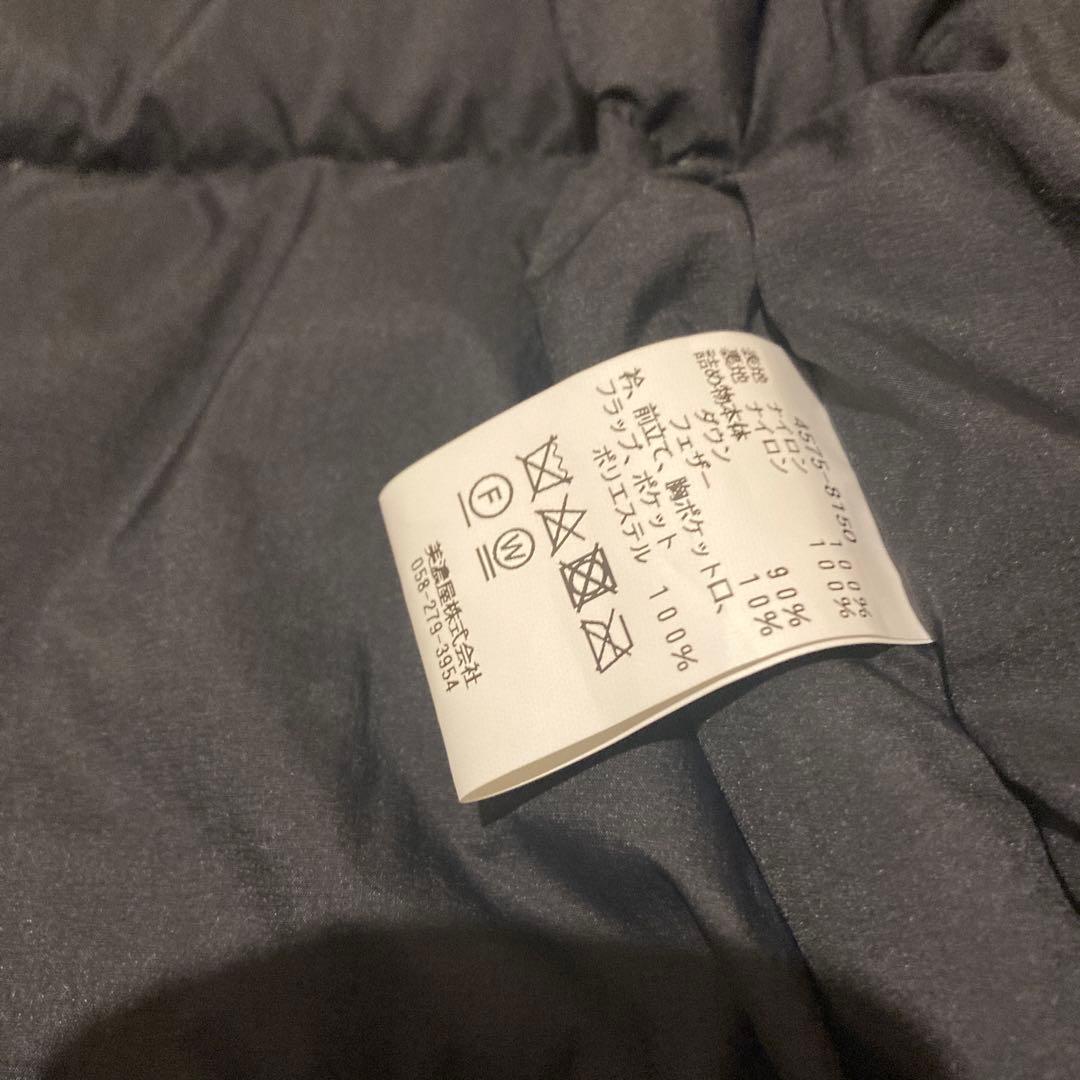 4575-8150
表地 ナイロン 100%
裏地 ナイロン 100%
詰め物本体
ダウン 90%
フェザー 10%
衿、前立て、胸ポケット口、
フラップ、ポケット
ポリエステル 100%
F
W
美濃屋株式会社
058-279-3954